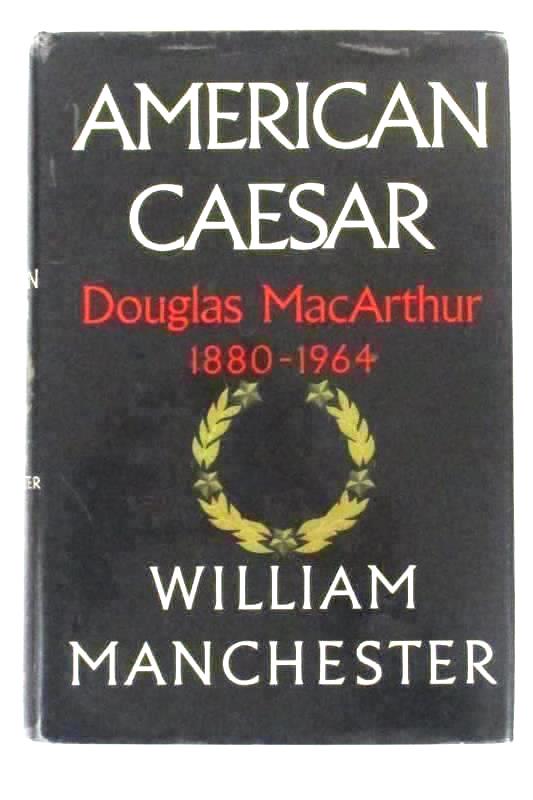 AMERICAN
CAESAR
Douglas MacArthur
1880-1964
WILLIAM
MANCHESTER